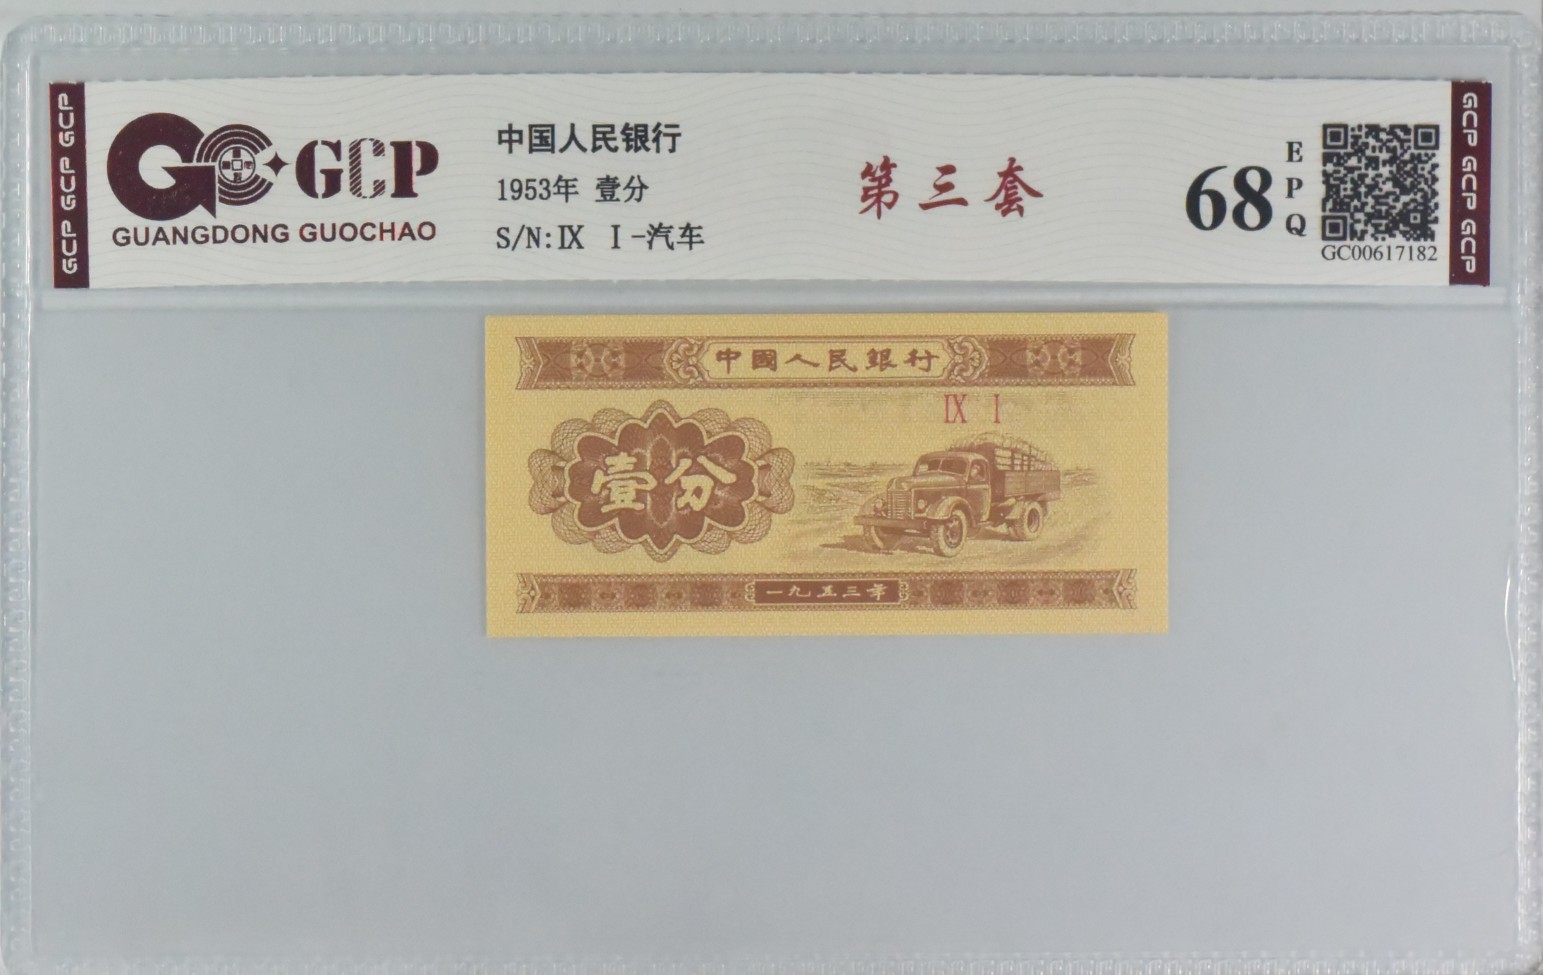 GCP GCP GCP
GCP
GUANGDONG GUOCHAO
中国人民银行
1953年 壹分
S/N:IX I-汽车
第三套
68
E
P
Q
GC00617182
GCP GCP GCP
中國人民銀行
IX I
壹分
一九五三年